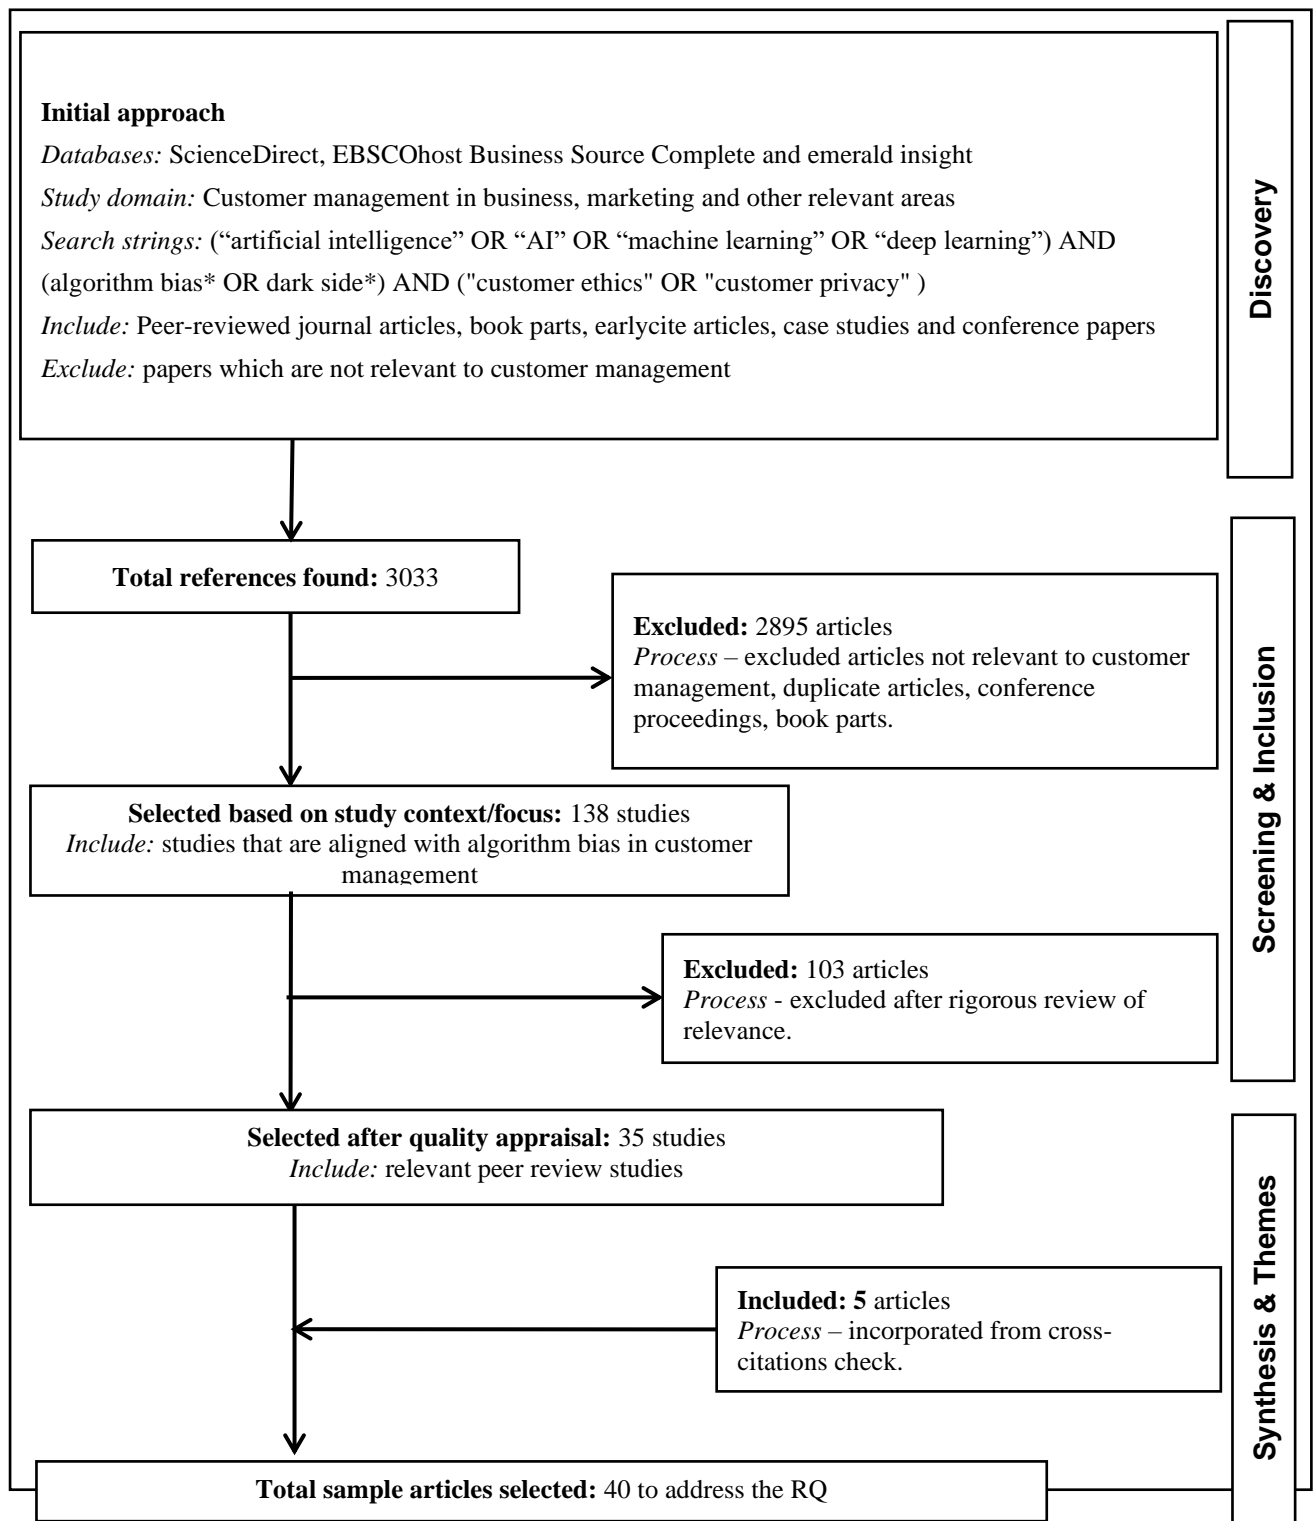 Initial approach
Databases: ScienceDirect, EBSCOhost Business Source Complete and emerald insight
Study domain: Customer management in business, marketing and other relevant areas
Search strings: (“artificial intelligence” OR “AI” OR “machine learning” OR “deep learning”) AND
(algorithm bias* OR dark side*) AND ("customer ethics" OR "customer privacy" )
Include: Peer-reviewed journal articles, book parts, earlycite articles, case studies and conference papers
Exclude: papers which are not relevant to customer management
Discovery
Total references found: 3033
Excluded: 2895 articles
Process – excluded articles not relevant to customer
management, duplicate articles, conference
proceedings, book parts.
Selected based on study context/focus: 138 studies
Include: studies that are aligned with algorithm bias in customer
management
Excluded: 103 articles
Process - excluded after rigorous review of
relevance.
Screening & Inclusion
Selected after quality appraisal: 35 studies
Include: relevant peer review studies
Included: 5 articles
Process – incorporated from cross-
citations check.
Total sample articles selected: 40 to address the RQ
Synthesis & Themes